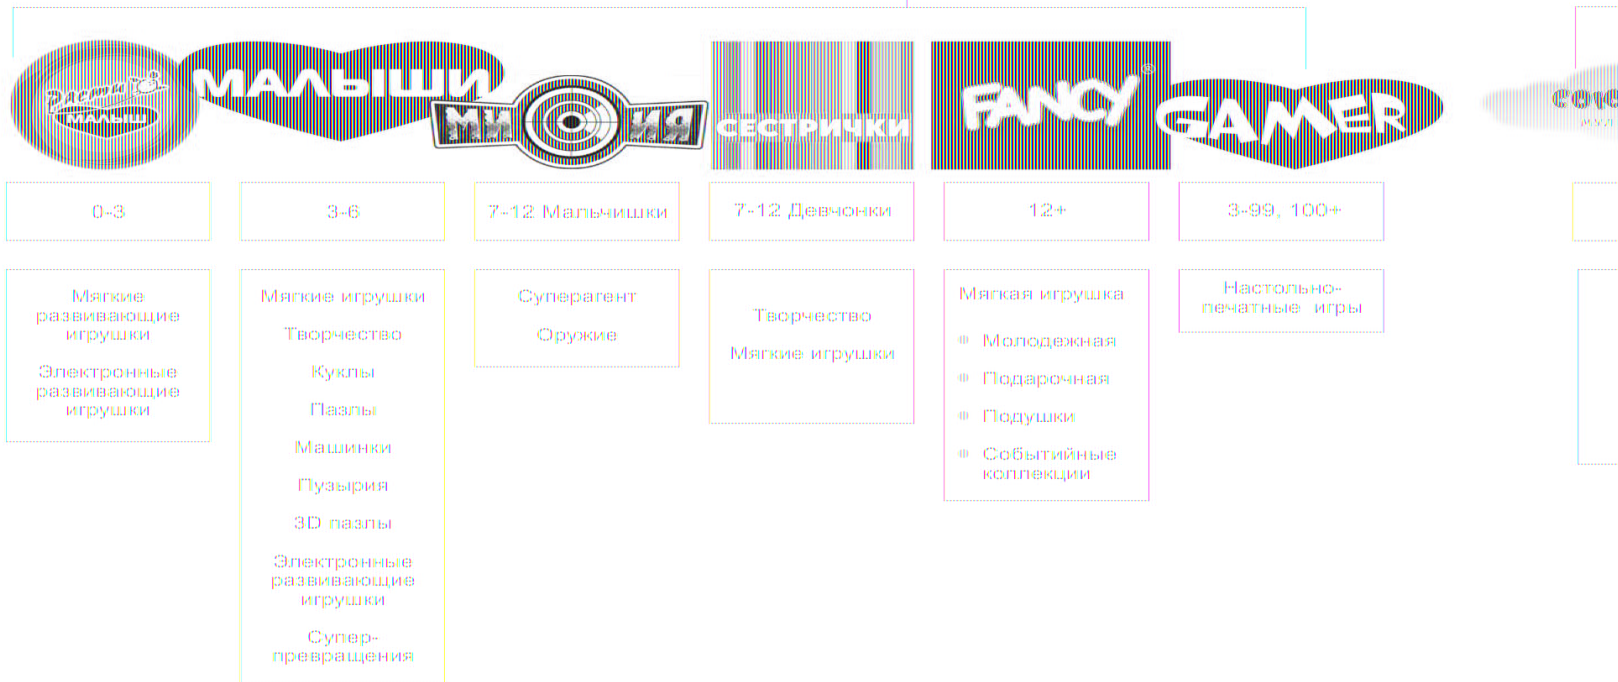 МАЛЫШ
МАЛЫШИ
МИ ИЯ
СЕСТРИЧКИ
FANCY®
GAMER
0-3
3-6
7-12 Мальчишки
7-12 Девчонки
12+
3-99, 100+
Мягкие
развивающие
игрушки
Электронные
развивающие
игрушки
Мягкие игрушки
Творчество
Куклы
Пазлы
Машинки
Пузырия
3D пазлы
Электронные
развивающие
игрушки
Супер-
превращения
Суперагент
Оружие
Творчество
Мягкие игрушки
Мягкая игрушка
Молодежная
Подарочная
Подушки
Событийные
коллекции
Настольно-
печатные игры